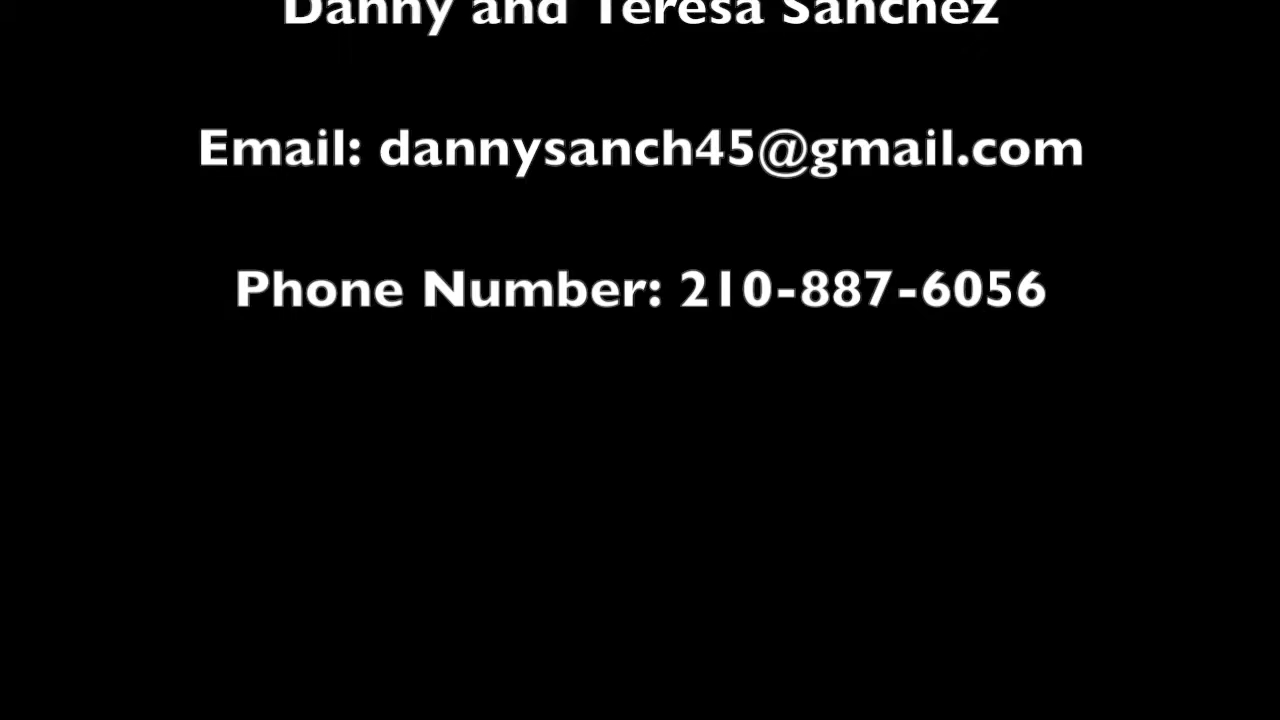 Danny and Teresa Sanchez
Email: dannysanch45@gmail.com
Phone Number: 210-887-6056